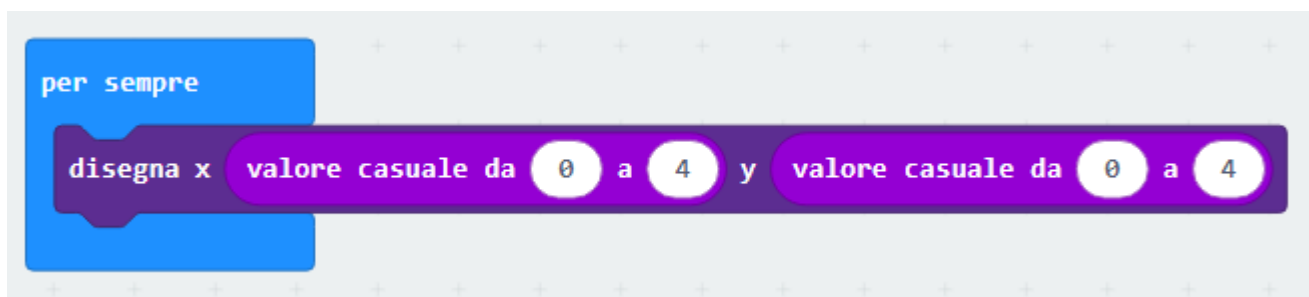 per sempre
disegna x valore casuale da 0 a 4 y valore casuale da 0 a 4